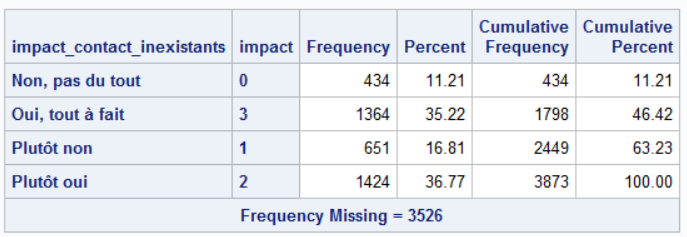 impact_contact_inexistants impact Frequency Percent Cumulative Frequency Cumulative Percent
Non, pas du tout 0 434 11.21 434 11.21
Oui, tout à fait 3 1364 35.22 1798 46.42
Plutôt non 1 651 16.81 2449 63.23
Plutôt oui 2 1424 36.77 3873 100.00
Frequency Missing = 3526